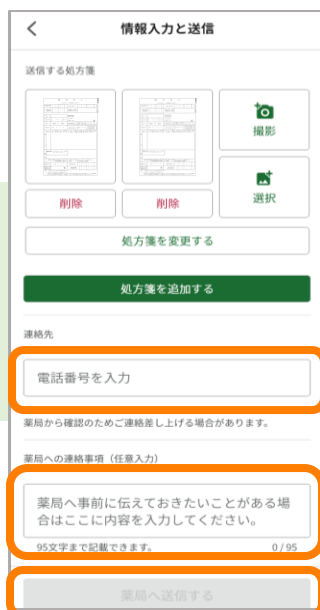 情報入力と送信
送信する処方箋
撮影
選択
削除
削除
処方箋を変更する
処方箋を追加する
連絡先
電話番号を入力
薬局から確認のためご連絡差し上げる場合があります。
薬局への連絡事項（任意入力）
薬局へ事前に伝えておきたいことがある場
合はここに内容を入力してください。
95文字まで記載できます。
0 / 95
薬局へ送信する